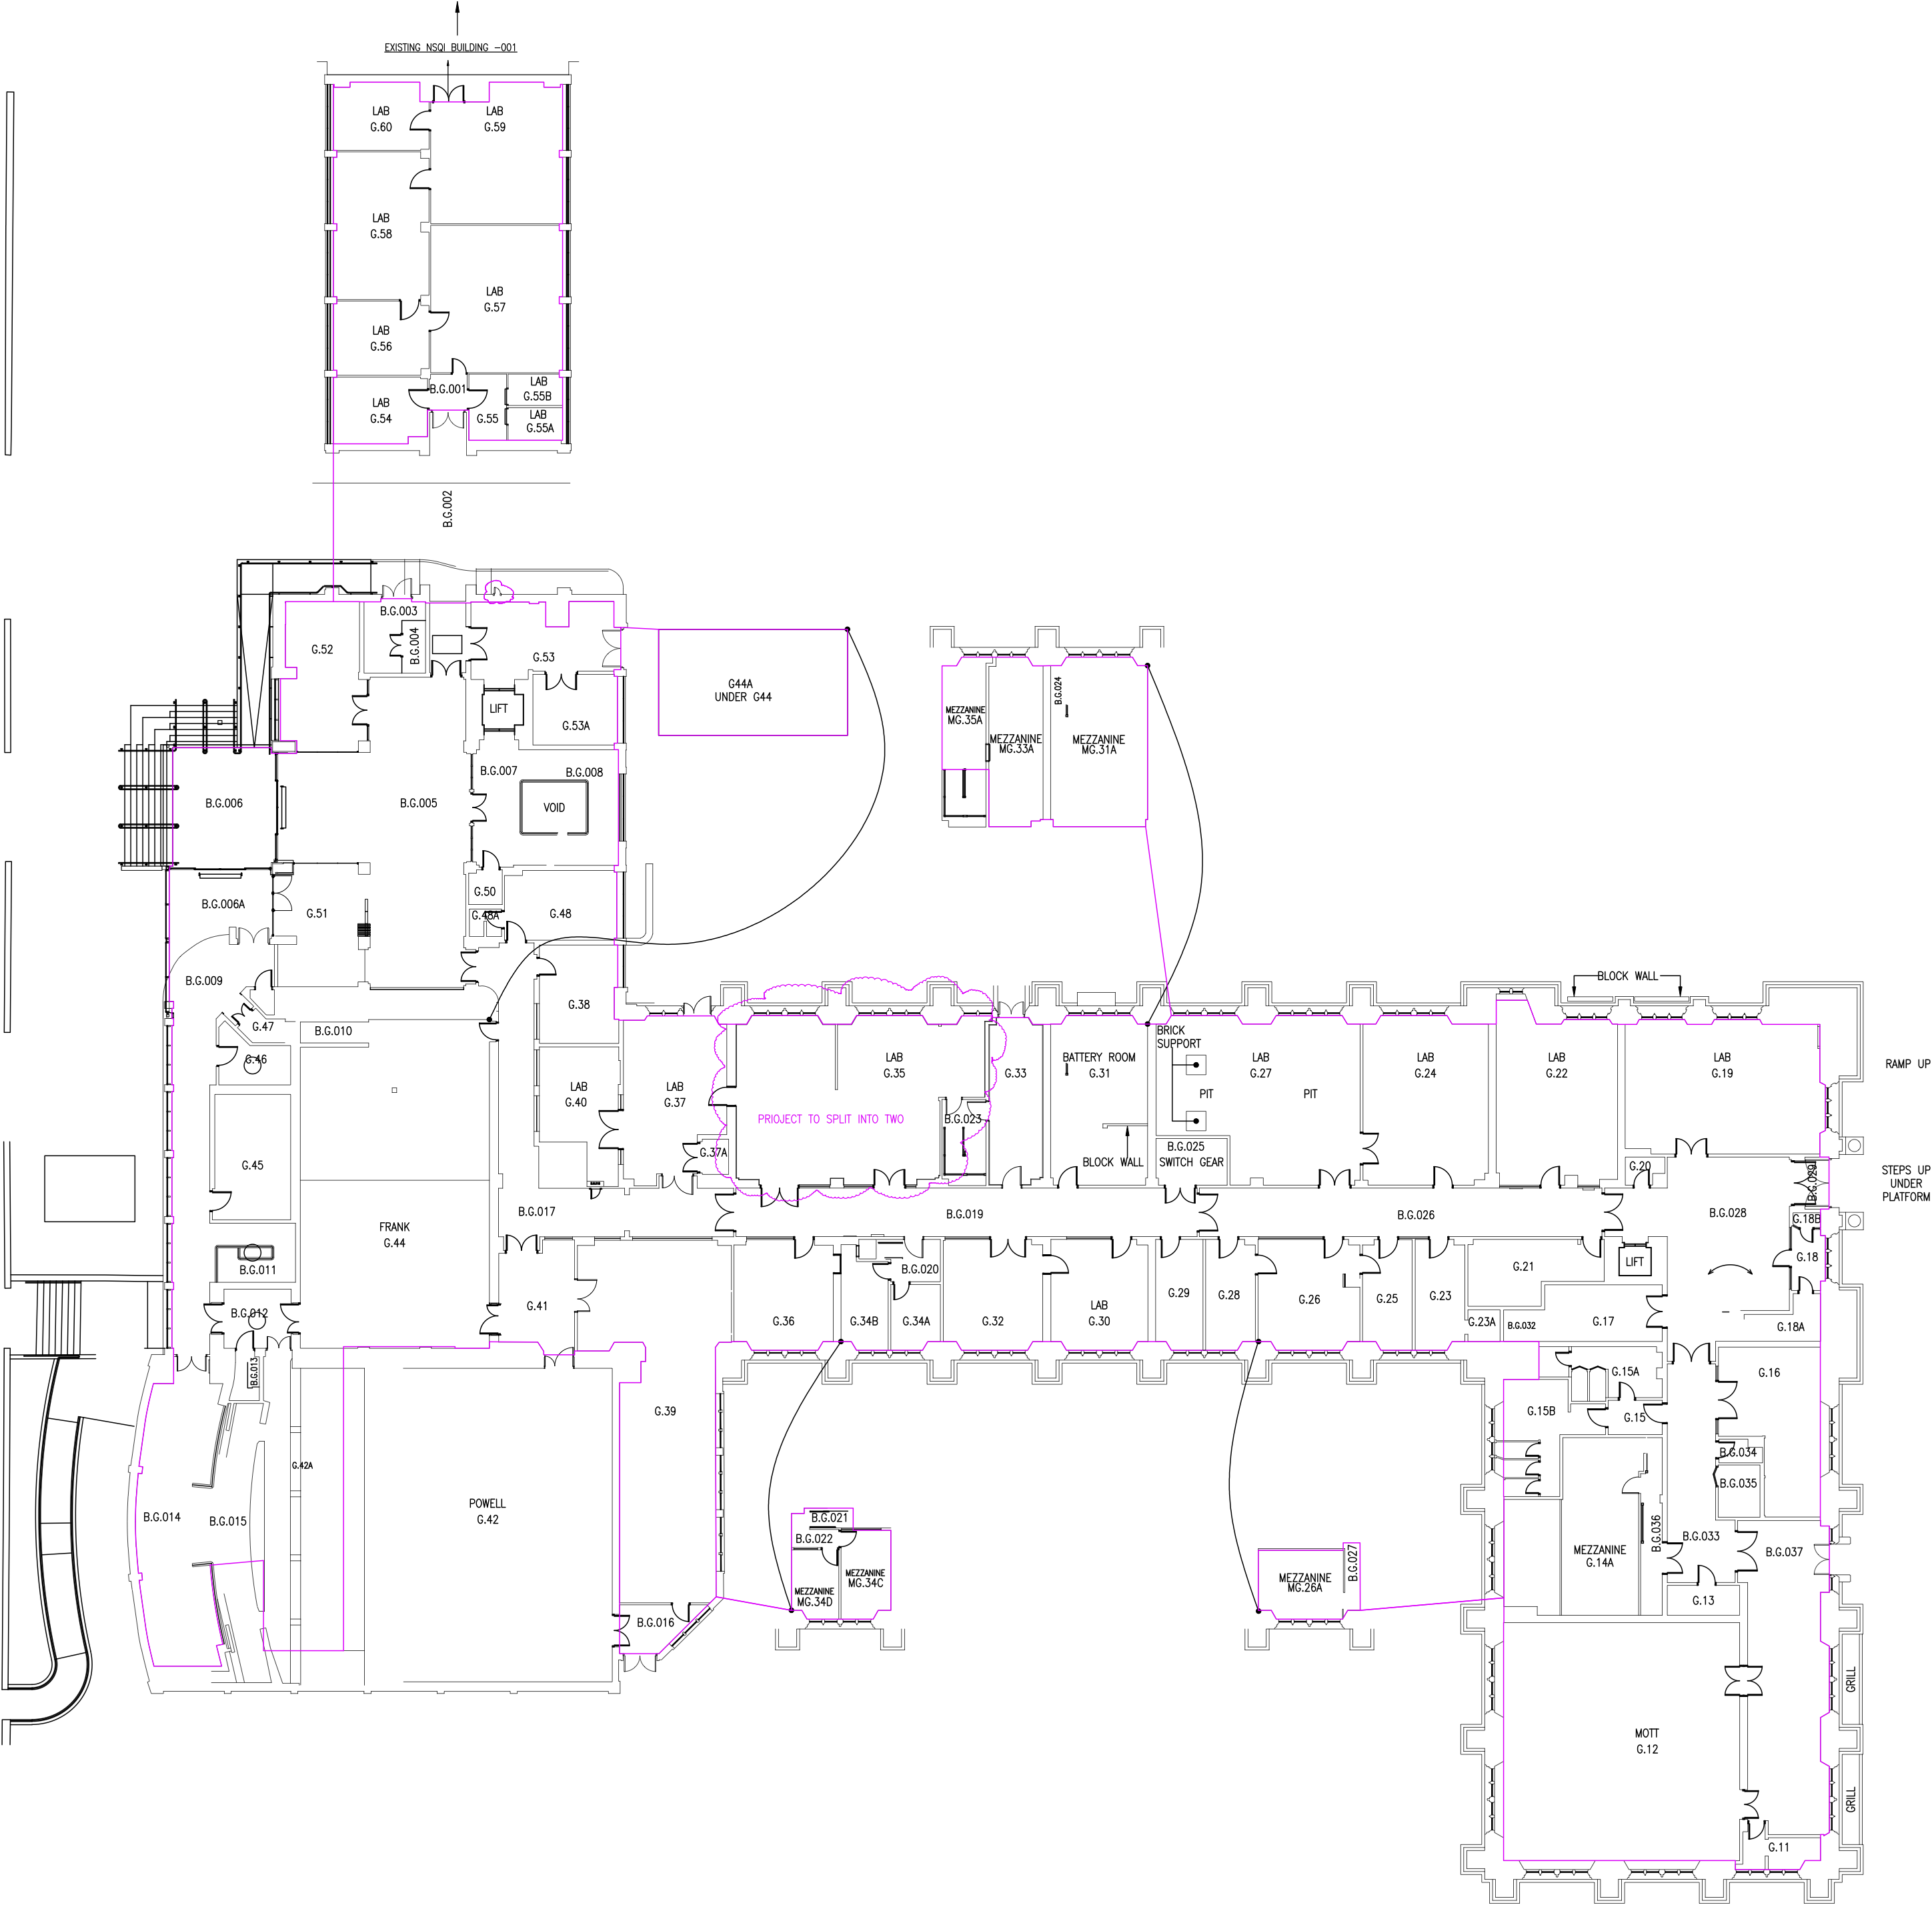 EXISTING NSQI BUILDING -001
LAB
G.60
LAB
G.59
LAB
G.58
LAB
G.57
LAB
G.56
B.G.001
LAB
G.55B
LAB
G.54
G.55
LAB
G.55A
B.G.002
B.G.003
B.G.004
G.52
G.53
LIFT
G.53A
G44A
UNDER G44
B.G.024
MEZZANINE
MG.35A
MEZZANINE
MG.33A
MEZZANINE
MG.31A
B.G.006
B.G.005
B.G.007
B.G.008
VOID
B.G.006A
G.51
G.50
G.48A
G.48
B.G.009
G.47
B.G.010
G.46
G.38
BLOCK WALL
LAB
G.40
LAB
G.37
G.37A
LAB
G.35
PRIOJECT TO SPLIT INTO TWO
B.G.023
G.33
BATTERY ROOM
G.31
BLOCK WALL
BRICK
SUPPORT
LAB
G.27
PIT
PIT
B.G.025
SWITCH GEAR
LAB
G.24
LAB
G.22
LAB
G.19
RAMP UP
G.20
B.G.029
STEPS UP
UNDER
PLATFORM
G.45
FRANK
G.44
B.G.017
B.G.019
B.G.026
B.G.028
G.18B
G.18
B.G.011
B.G.012
B.G.013
G.41
G.36
G.34B
B.G.020
G.34A
G.32
LAB
G.30
G.29
G.28
G.26
G.25
G.23
G.21
LIFT
G.23A
B.G.032
G.17
G.18A
G.39
G.15A
G.16
G.15B
G.15
B.G.034
B.G.035
G.42A
B.G.014
B.G.015
POWELL
G.42
B.G.021
B.G.022
MEZZANINE
MG.34D
MEZZANINE
MG.34C
B.G.016
MEZZANINE
MG.26A
B.G.027
MEZZANINE
G.14A
B.G.036
B.G.033
B.G.037
G.13
MOTT
G.12
GRILL
GRILL
G.11